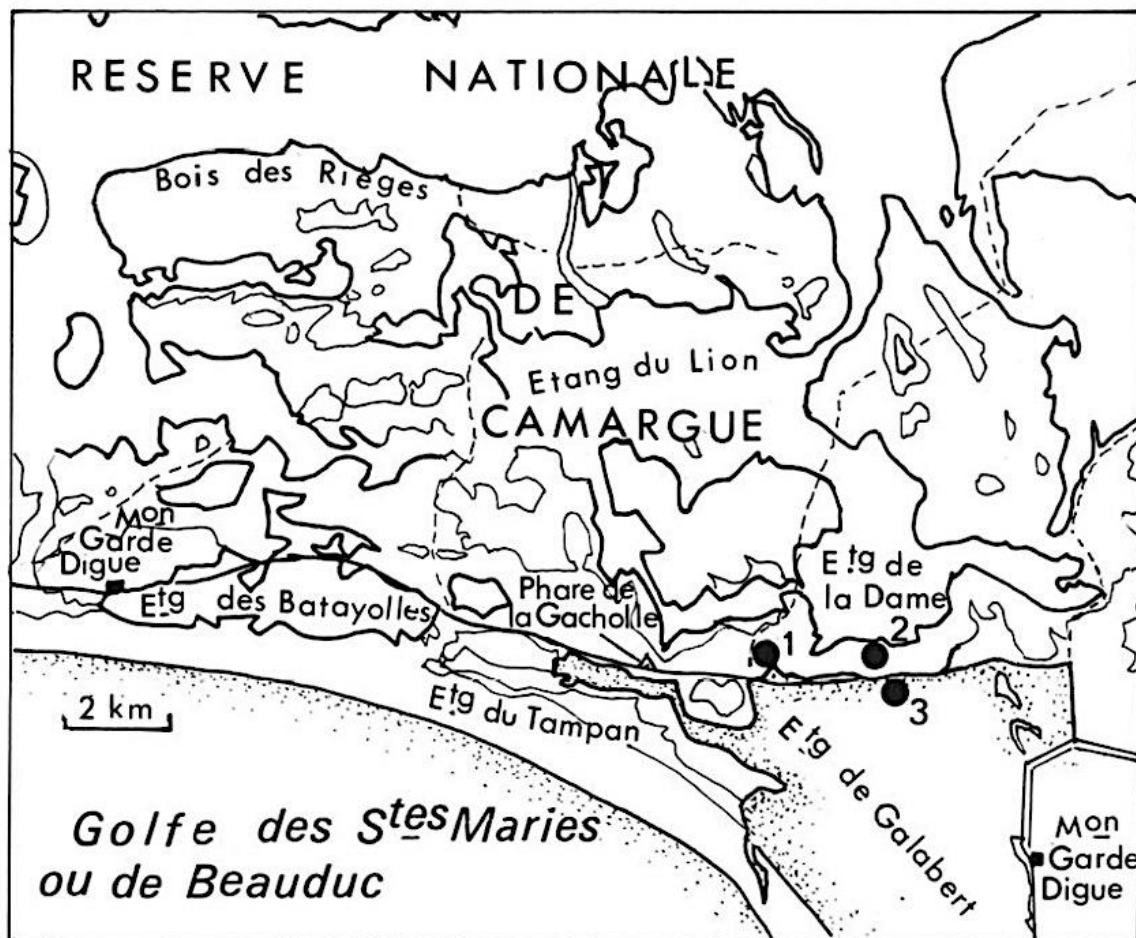 RESERVE NATIONALE
Bois des Rièges
DE
Etang du Lion
CAMARGUE
Mon
Garde
Digue
Etg des Batayolles
Phare de
la Gacholle
Etg de
la Dame
1
2
3
2 km
Etg du Tampan
Etg de Galabert
Golfe des Stes Maries
ou de Beauduc
Mon
Garde
Digue